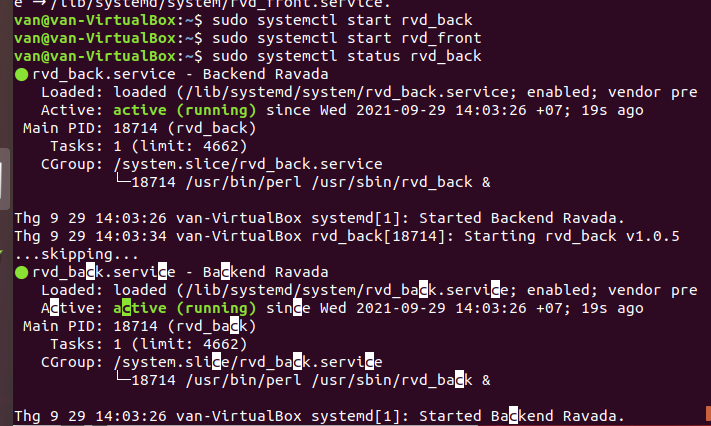 e → /lib/systemd/system/rvd_front.service.
van@van-VirtualBox:~$ sudo systemctl start rvd_back
van@van-VirtualBox:~$ sudo systemctl start rvd_front
van@van-VirtualBox:~$ sudo systemctl status rvd_back
● rvd_back.service - Backend Ravada
Loaded: loaded (/lib/systemd/system/rvd_back.service; enabled; vendor pre
Active: active (running) since Wed 2021-09-29 14:03:26 +07; 19s ago
Main PID: 18714 (rvd_back)
Tasks: 1 (limit: 4662)
CGroup: /system.slice/rvd_back.service
└─18714 /usr/bin/perl /usr/sbin/rvd_back &
Thg 9 29 14:03:26 van-VirtualBox systemd[1]: Started Backend Ravada.
Thg 9 29 14:03:34 van-VirtualBox rvd_back[18714]: Starting rvd_back v1.0.5
...skipping...
● rvd_back.service - Backend Ravada
Loaded: loaded (/lib/systemd/system/rvd_back.service; enabled; vendor pre
Active: active (running) since Wed 2021-09-29 14:03:26 +07; 19s ago
Main PID: 18714 (rvd_back)
Tasks: 1 (limit: 4662)
CGroup: /system.slice/rvd_back.service
└─18714 /usr/bin/perl /usr/sbin/rvd_back &
Thg 9 29 14:03:26 van-VirtualBox systemd[1]: Started Backend Ravada.